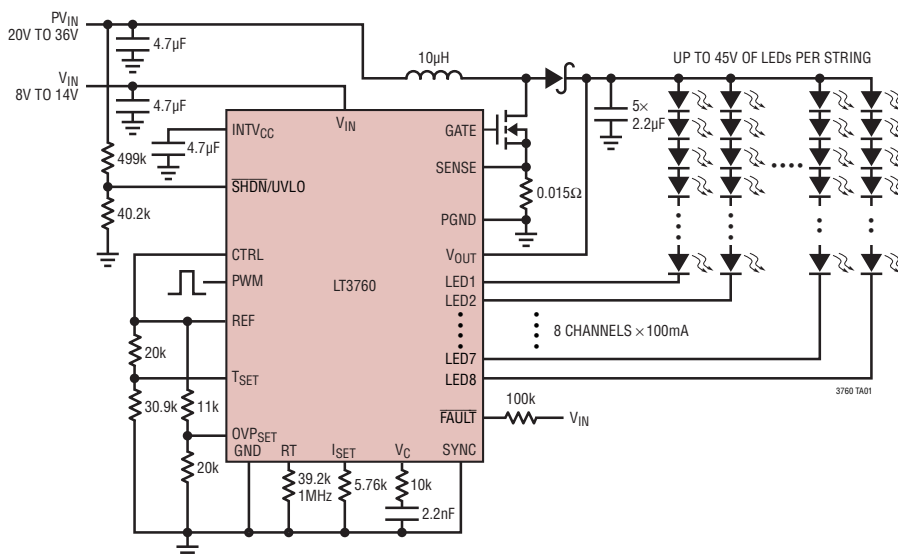 PVIN
20V TO 36V
4.7µF
10µH
UP TO 45V OF LEDs PER STRING
VIN
8V TO 14V
4.7µF
5×
2.2µF
INTVCC
VIN
GATE
4.7µF
499k
SENSE
SHDN/UVLO
0.015Ω
40.2k
PGND
CTRL
VOUT
PWM
LT3760
LED1
LED2
REF
8 CHANNELS × 100mA
20k
LED7
TSET
LED8
3760 TA01
30.9k
11k
100k
FAULT
VIN
OVPSET
GND
RT
ISET
VC
SYNC
20k
39.2k
1MHz
5.76k
10k
2.2nF